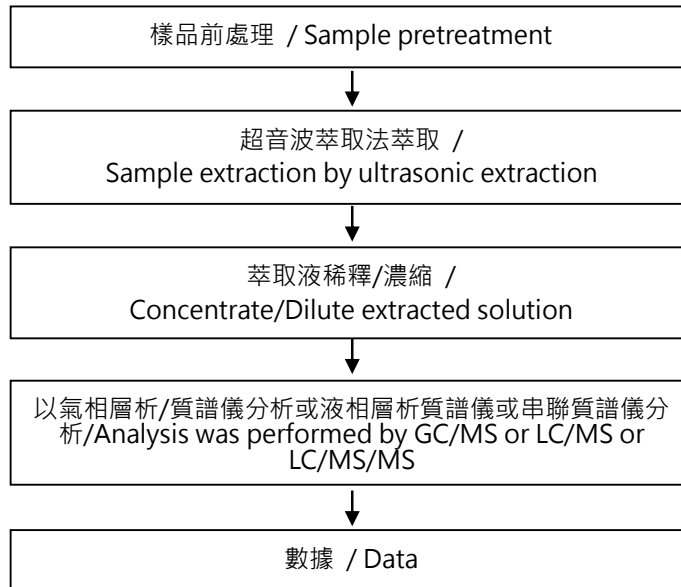 樣品前處理 / Sample pretreatment
超音波萃取法萃取 /
Sample extraction by ultrasonic extraction
萃取液稀釋/濃縮 /
Concentrate/Dilute extracted solution
以氣相層析/質譜儀分析或液相層析質譜儀或串聯質譜儀分
析/Analysis was performed by GC/MS or LC/MS or
LC/MS/MS
數據 / Data